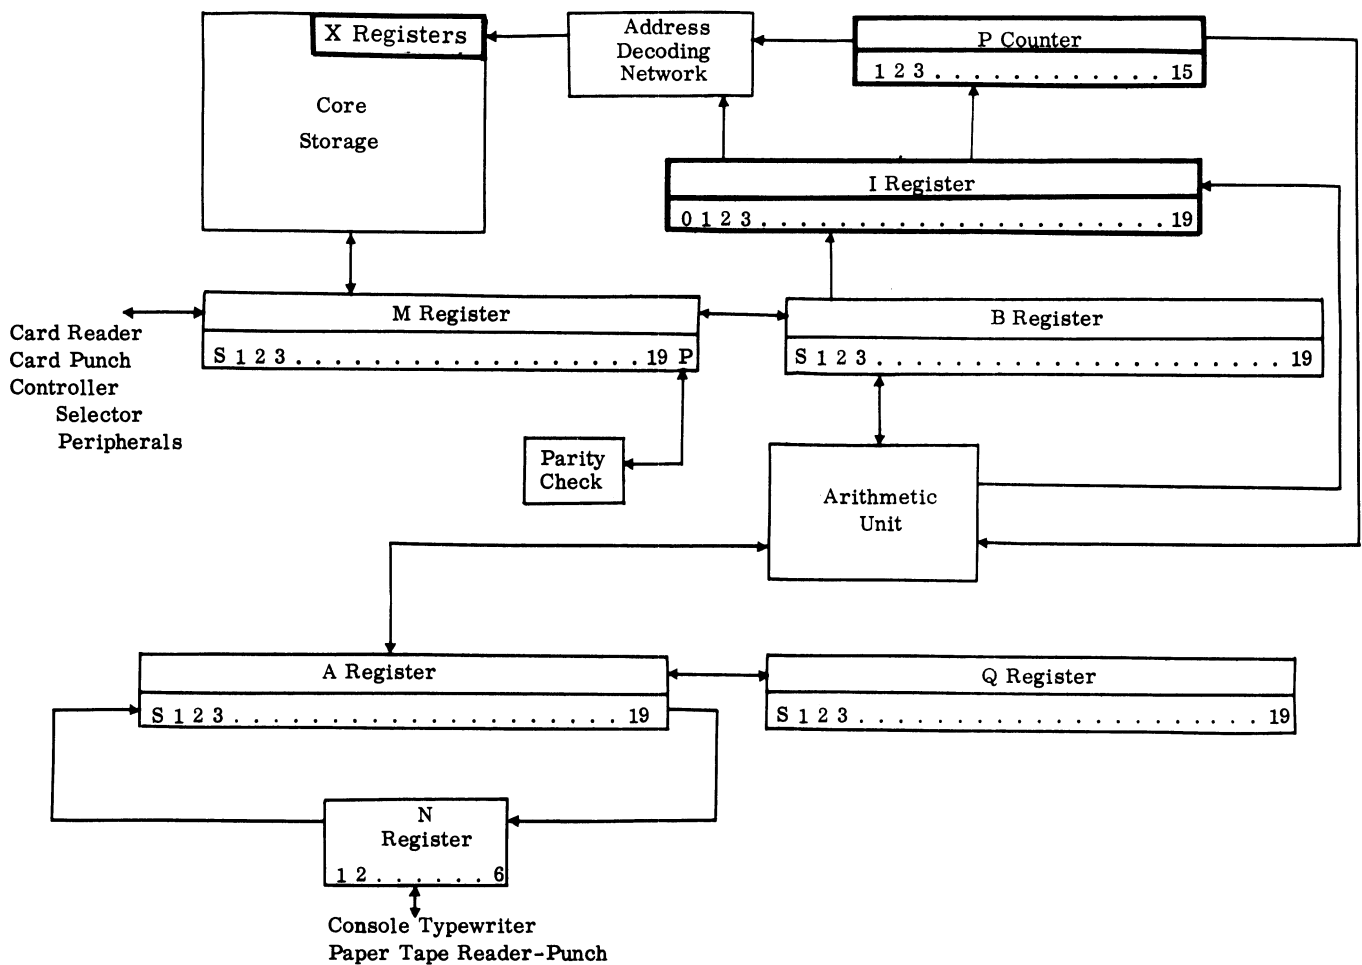 X Registers
Core
Storage
Address
Decoding
Network
P Counter
1 2 3 . . . . . . . . . . . . 15
I Register
0 1 2 3 . . . . . . . . . . . . . . . . . . . . . . 19
M Register
S 1 2 3 . . . . . . . . . . . . . . . . . . 19 P
B Register
S 1 2 3 . . . . . . . . . . . . . . . . . . . . . . 19
Card Reader
Card Punch
Controller
Selector
Peripherals
Parity
Check
Arithmetic
Unit
A Register
S 1 2 3 . . . . . . . . . . . . . . . . . . . . . 19
Q Register
S 1 2 3 . . . . . . . . . . . . . . . . . . . . . . 19
N
Register
1 2 . . . . . . 6
Console Typewriter
Paper Tape Reader-Punch